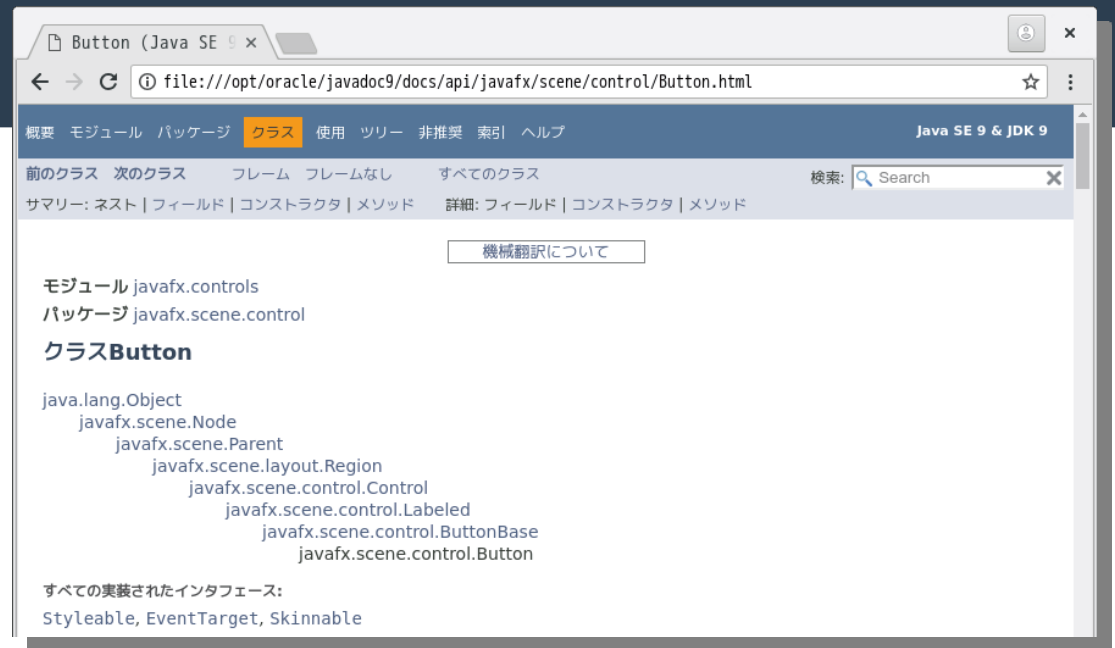 Button (Java SE 9
file:///opt/oracle/javadoc9/docs/api/javafx/scene/control/Button.html
概要 モジュール パッケージ クラス 使用 ツリー 非推奨 索引 ヘルプ Java SE 9 & JDK 9
前のクラス 次のクラス フレーム フレームなし すべてのクラス 検索: Search
サマリー: ネスト | フィールド | コンストラクタ | メソッド 詳細: フィールド | コンストラクタ | メソッド
機械翻訳について
モジュール javafx.controls
パッケージ javafx.scene.control
クラスButton
java.lang.Object
javafx.scene.Node
javafx.scene.Parent
javafx.scene.layout.Region
javafx.scene.control.Control
javafx.scene.control.Labeled
javafx.scene.control.ButtonBase
javafx.scene.control.Button
すべての実装されたインタフェース:
Styleable, EventTarget, Skinnable